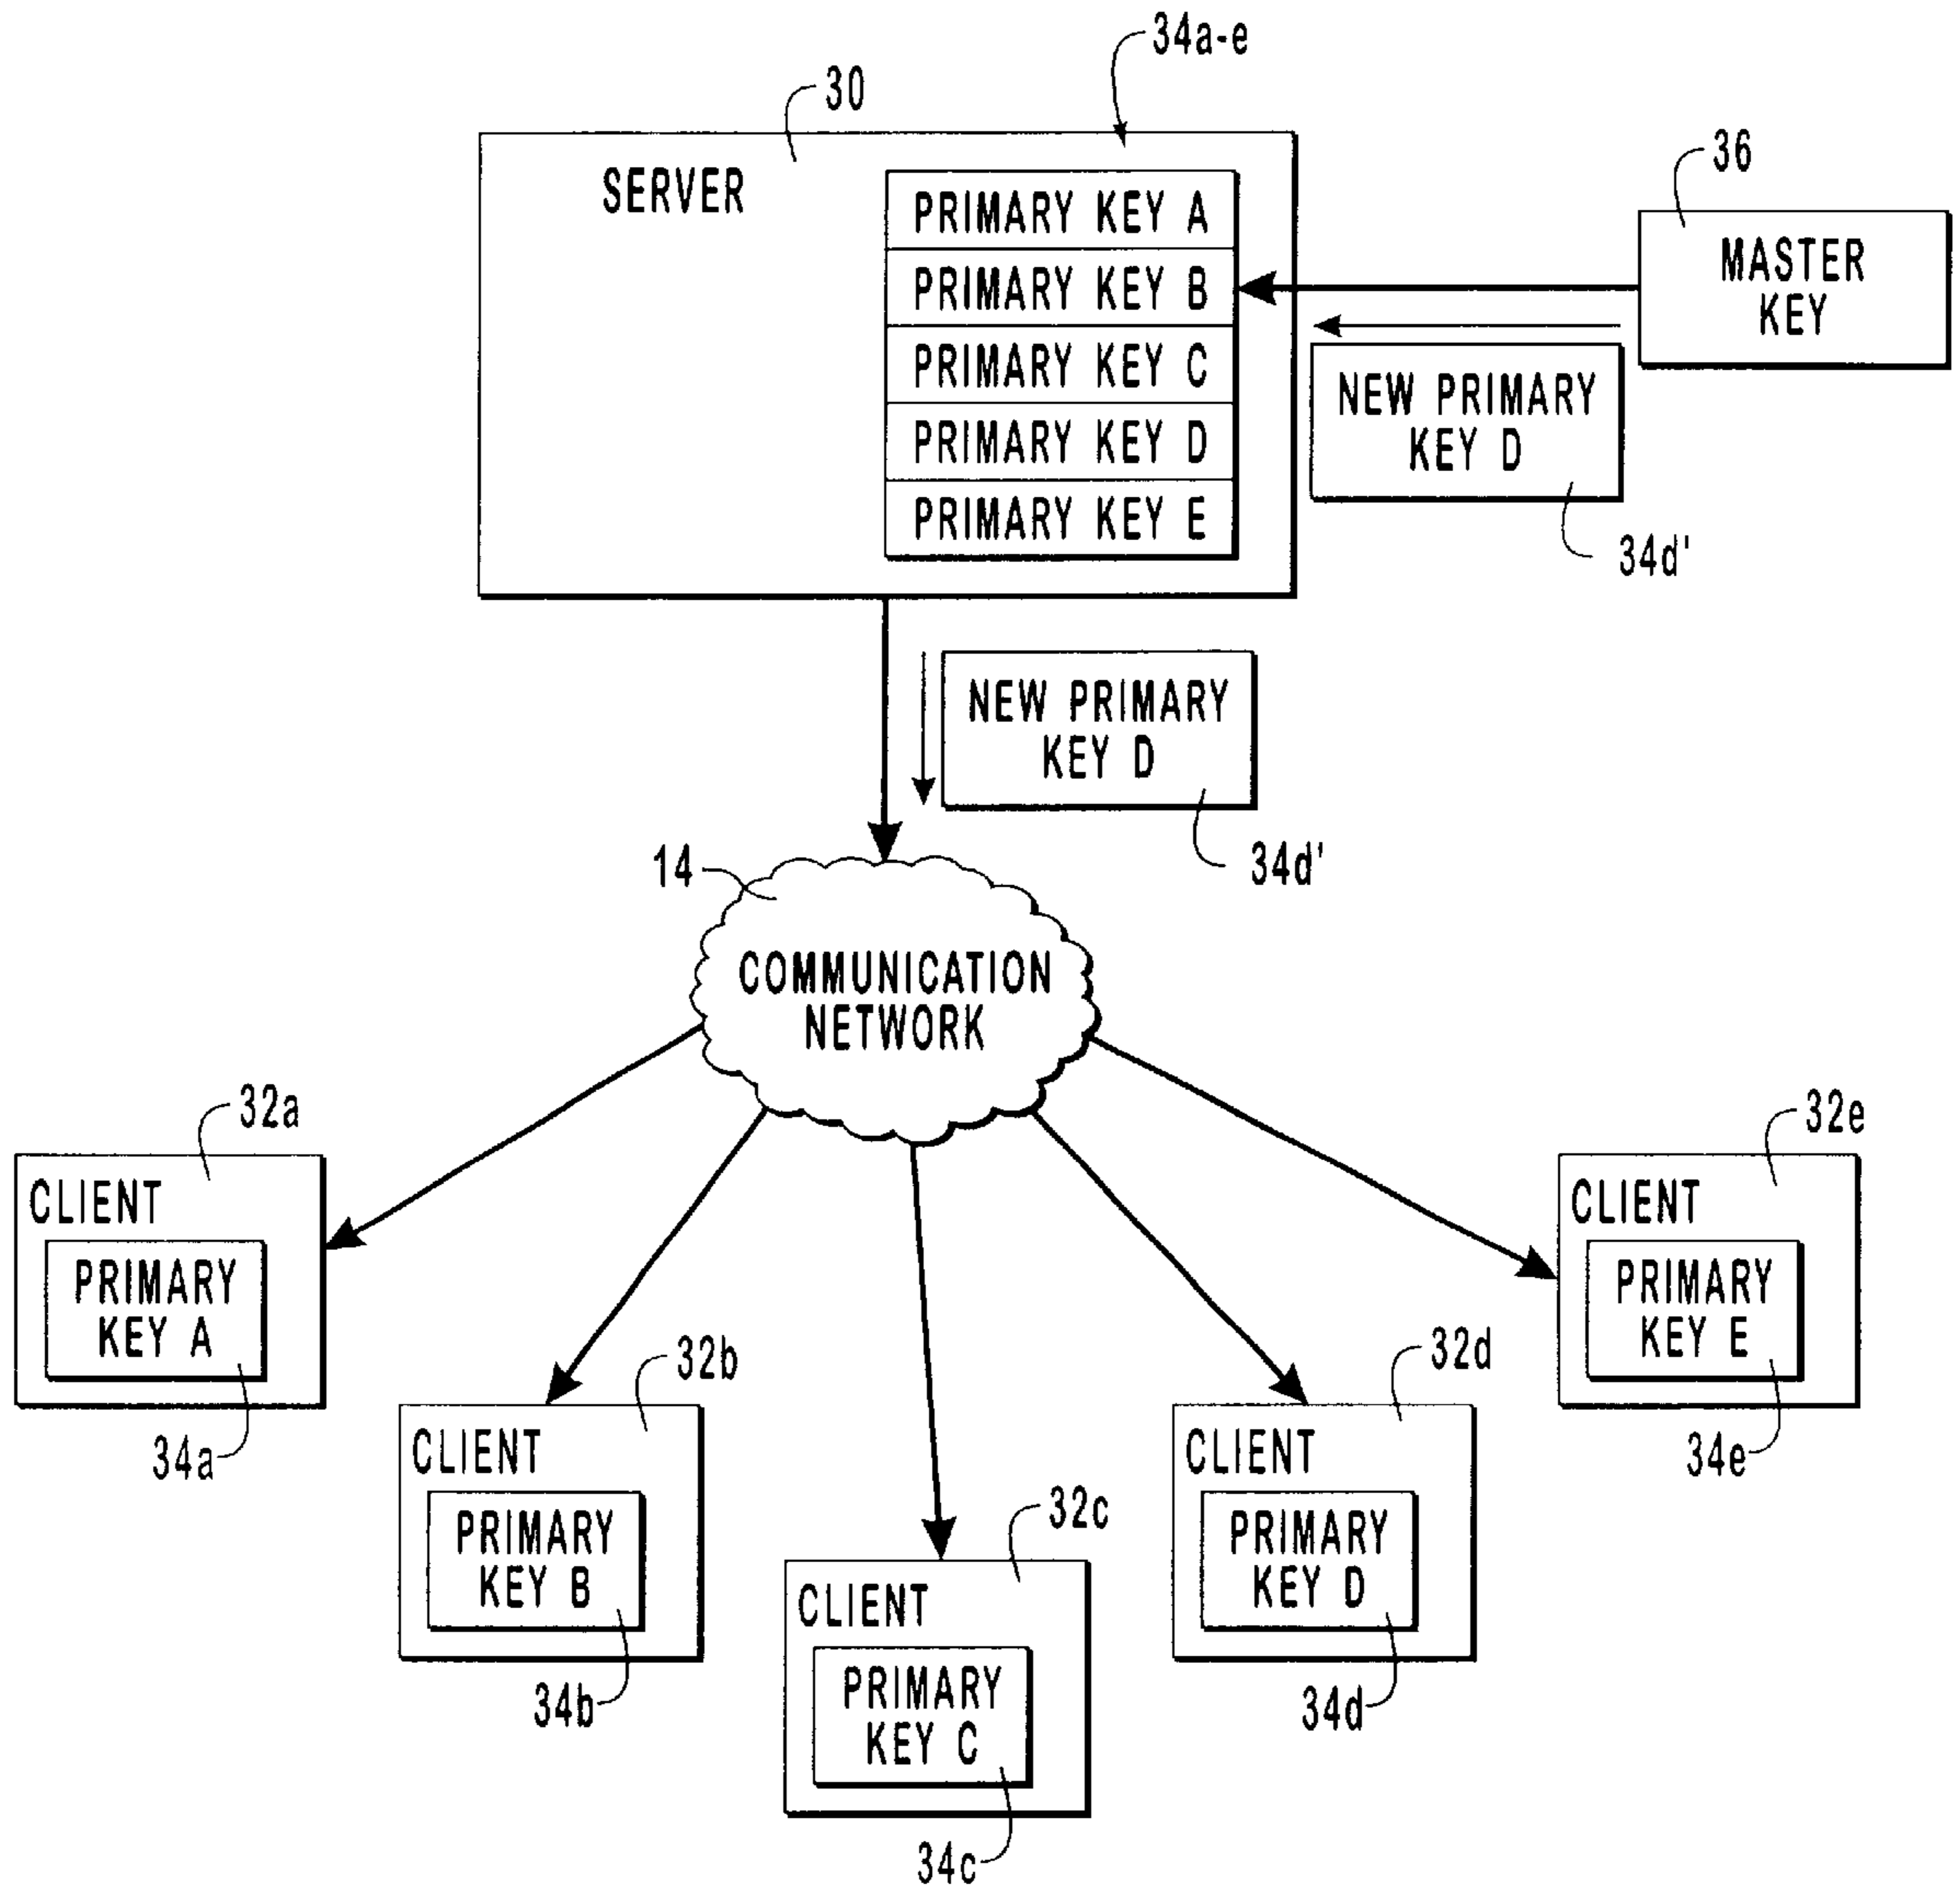 34a-e
30
36
SERVER
PRIMARY KEY A
PRIMARY KEY B
PRIMARY KEY C
PRIMARY KEY D
PRIMARY KEY E
MASTER
KEY
NEW PRIMARY
KEY D
34d'
NEW PRIMARY
KEY D
34d'
14
COMMUNICATION
NETWORK
32a
CLIENT
PRIMARY
KEY A
34a
32b
CLIENT
PRIMARY
KEY B
34b
32c
CLIENT
PRIMARY
KEY C
34c
32d
CLIENT
PRIMARY
KEY D
34d
32e
CLIENT
PRIMARY
KEY E
34e